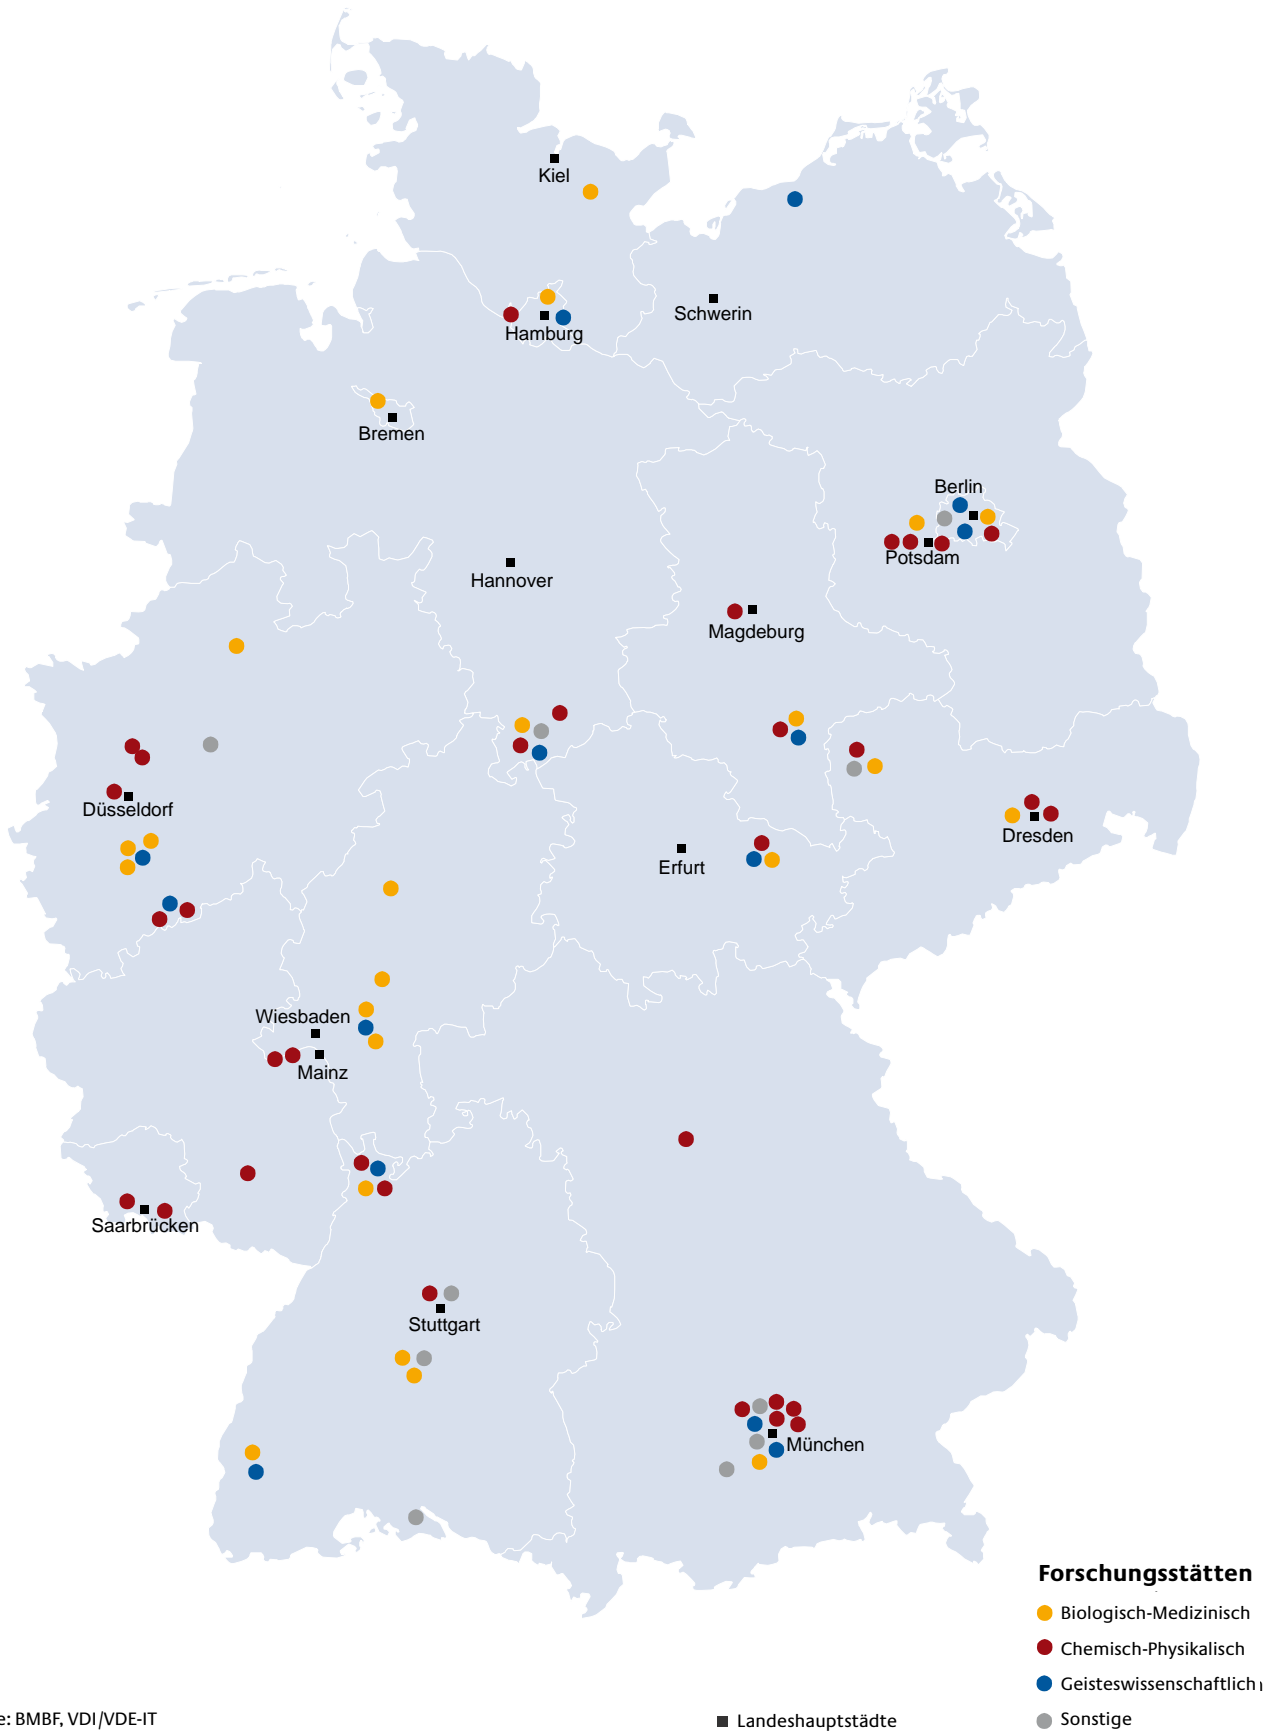 Kiel
Schwerin
Hamburg
Bremen
Berlin
Potsdam
Hannover
Magdeburg
Düsseldorf
Dresden
Erfurt
Wiesbaden
Mainz
Saarbrücken
Stuttgart
München
Forschungsstätten
Biologisch-Medizinisch
Chemisch-Physikalisch
Geisteswissenschaftlich
Sonstige
Landeshauptstädte
e: BMBF, VDI/VDE-IT